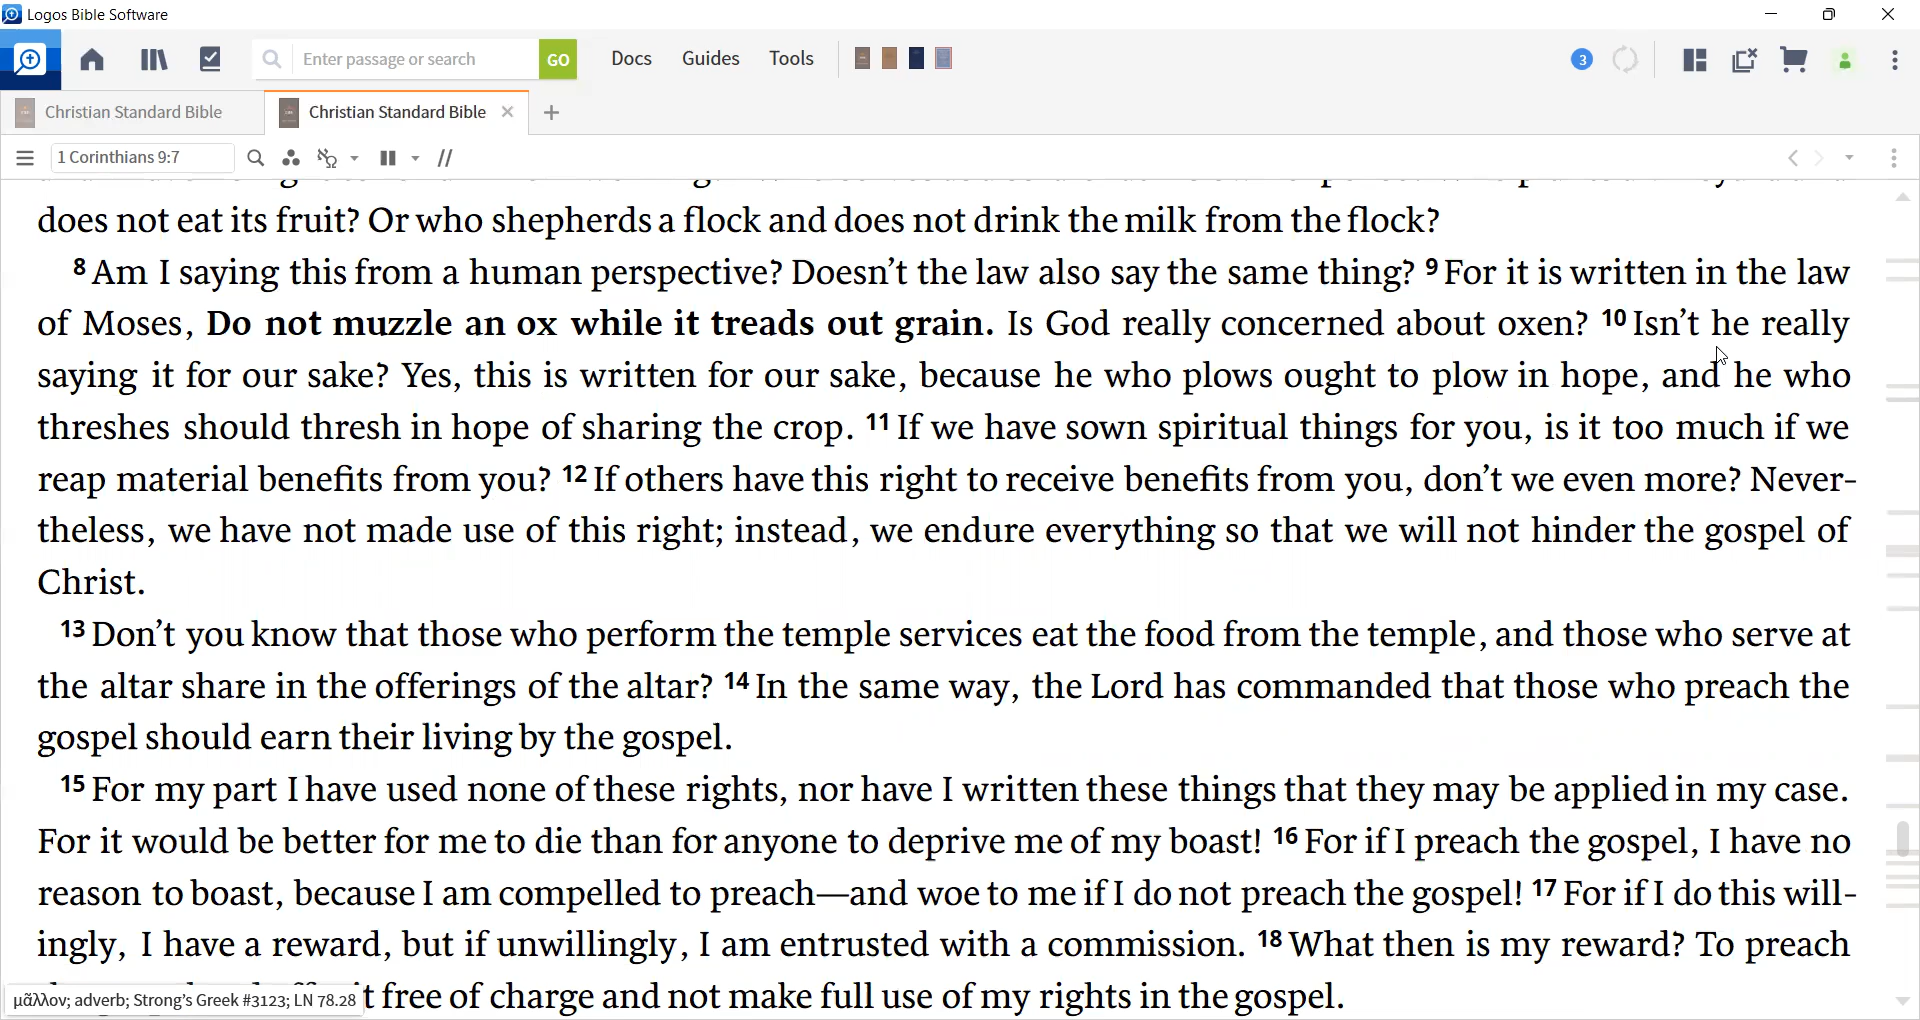 Logos Bible Software
Enter passage or search GO Docs Guides Tools 3
Christian Standard Bible Christian Standard Bible
1 Corinthians 9:7
does not eat its fruit? Or who shepherds a flock and does not drink the milk from the flock?
8 Am I saying this from a human perspective? Doesn’t the law also say the same thing? 9 For it is written in the law
of Moses, Do not muzzle an ox while it treads out grain. Is God really concerned about oxen? 10 Isn’t he really
saying it for our sake? Yes, this is written for our sake, because he who plows ought to plow in hope, and he who
threshes should thresh in hope of sharing the crop. 11 If we have sown spiritual things for you, is it too much if we
reap material benefits from you? 12 If others have this right to receive benefits from you, don’t we even more? Never-
theless, we have not made use of this right; instead, we endure everything so that we will not hinder the gospel of
Christ.
13 Don’t you know that those who perform the temple services eat the food from the temple, and those who serve at
the altar share in the offerings of the altar? 14 In the same way, the Lord has commanded that those who preach the
gospel should earn their living by the gospel.
15 For my part I have used none of these rights, nor have I written these things that they may be applied in my case.
For it would be better for me to die than for anyone to deprive me of my boast! 16 For if I preach the gospel, I have no
reason to boast, because I am compelled to preach—and woe to me if I do not preach the gospel! 17 For if I do this will-
ingly, I have a reward, but if unwillingly, I am entrusted with a commission. 18 What then is my reward? To preach
it free of charge and not make full use of my rights in the gospel.
μᾶλλον; adverb; Strong’s Greek #3123; LN 78.28